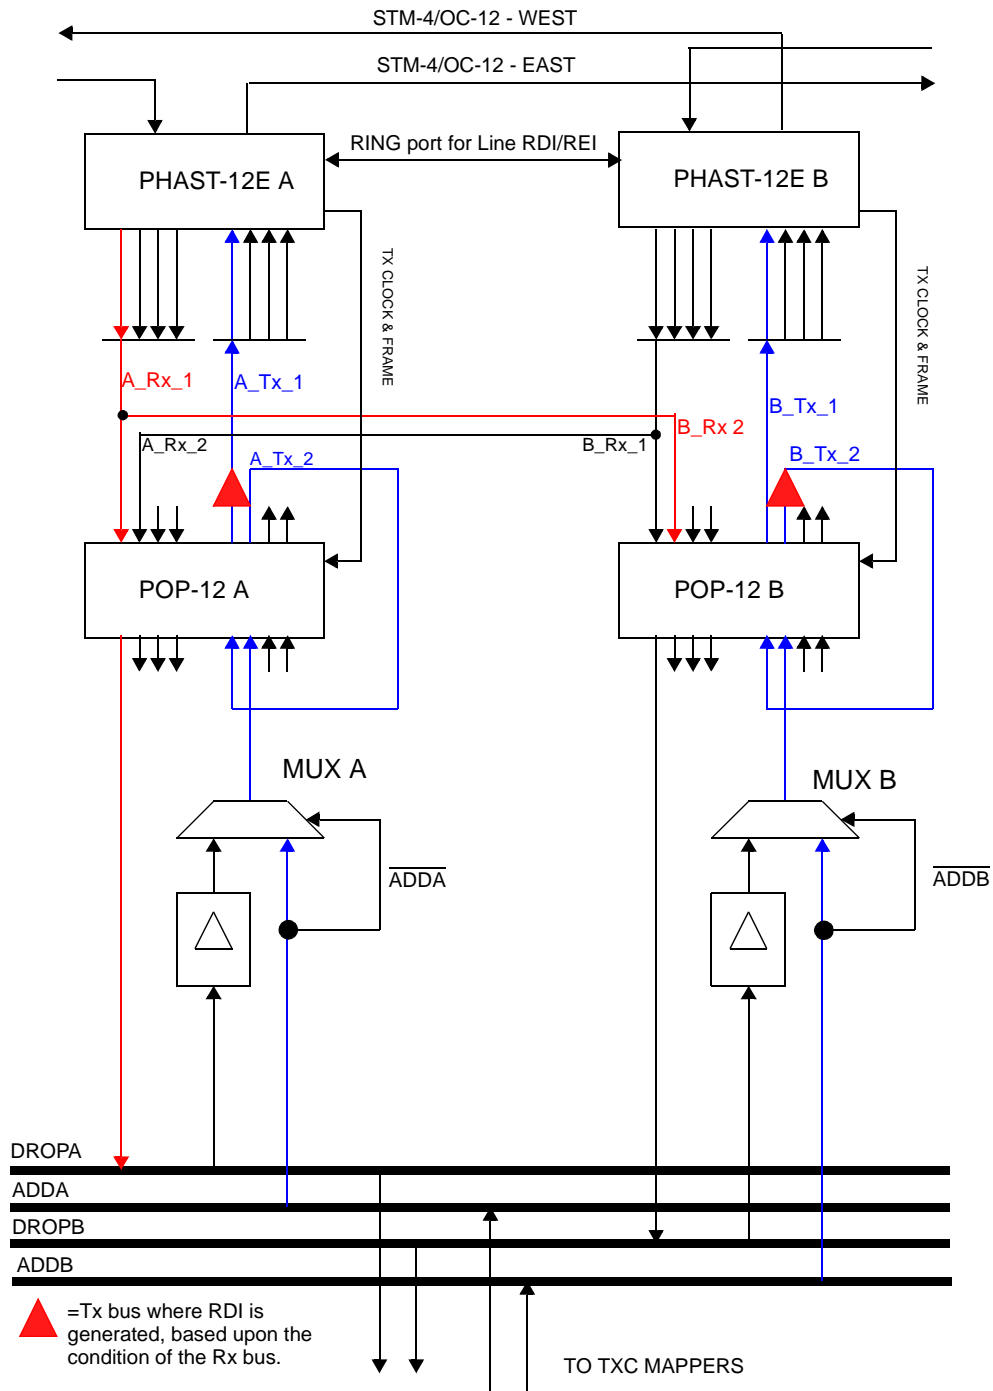 STM-4/OC-12 - WEST
STM-4/OC-12 - EAST
RING port for Line RDI/REI
PHAST-12E A
PHAST-12E B
TX CLOCK & FRAME
TX CLOCK & FRAME
A_Rx_1
A_Tx_1
B_Tx_1
B_Rx 2
A_Rx_2
A_Tx_2
B_Rx_1
B_Tx_2
POP-12 A
POP-12 B
MUX A
MUX B
ADDA
ADDB
DROPA
ADDA
DROPB
ADDB
=Tx bus where RDI is
generated, based upon the
condition of the Rx bus.
TO TXC MAPPERS